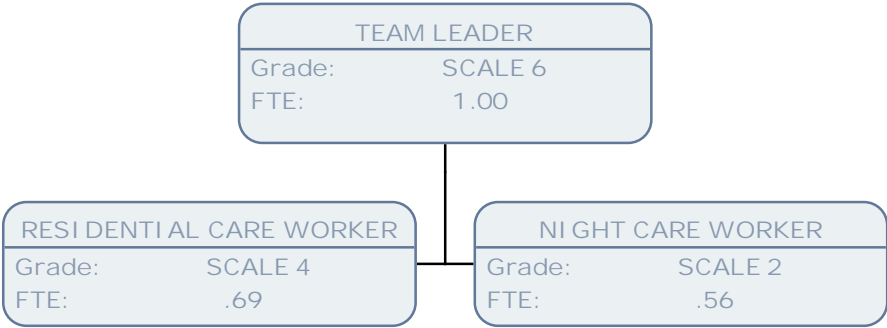 TEAM LEADER
Grade: SCALE 6
FTE: 1.00
RESIDENTIAL CARE WORKER
Grade: SCALE 4
FTE: .69
NIGHT CARE WORKER
Grade: SCALE 2
FTE: .56